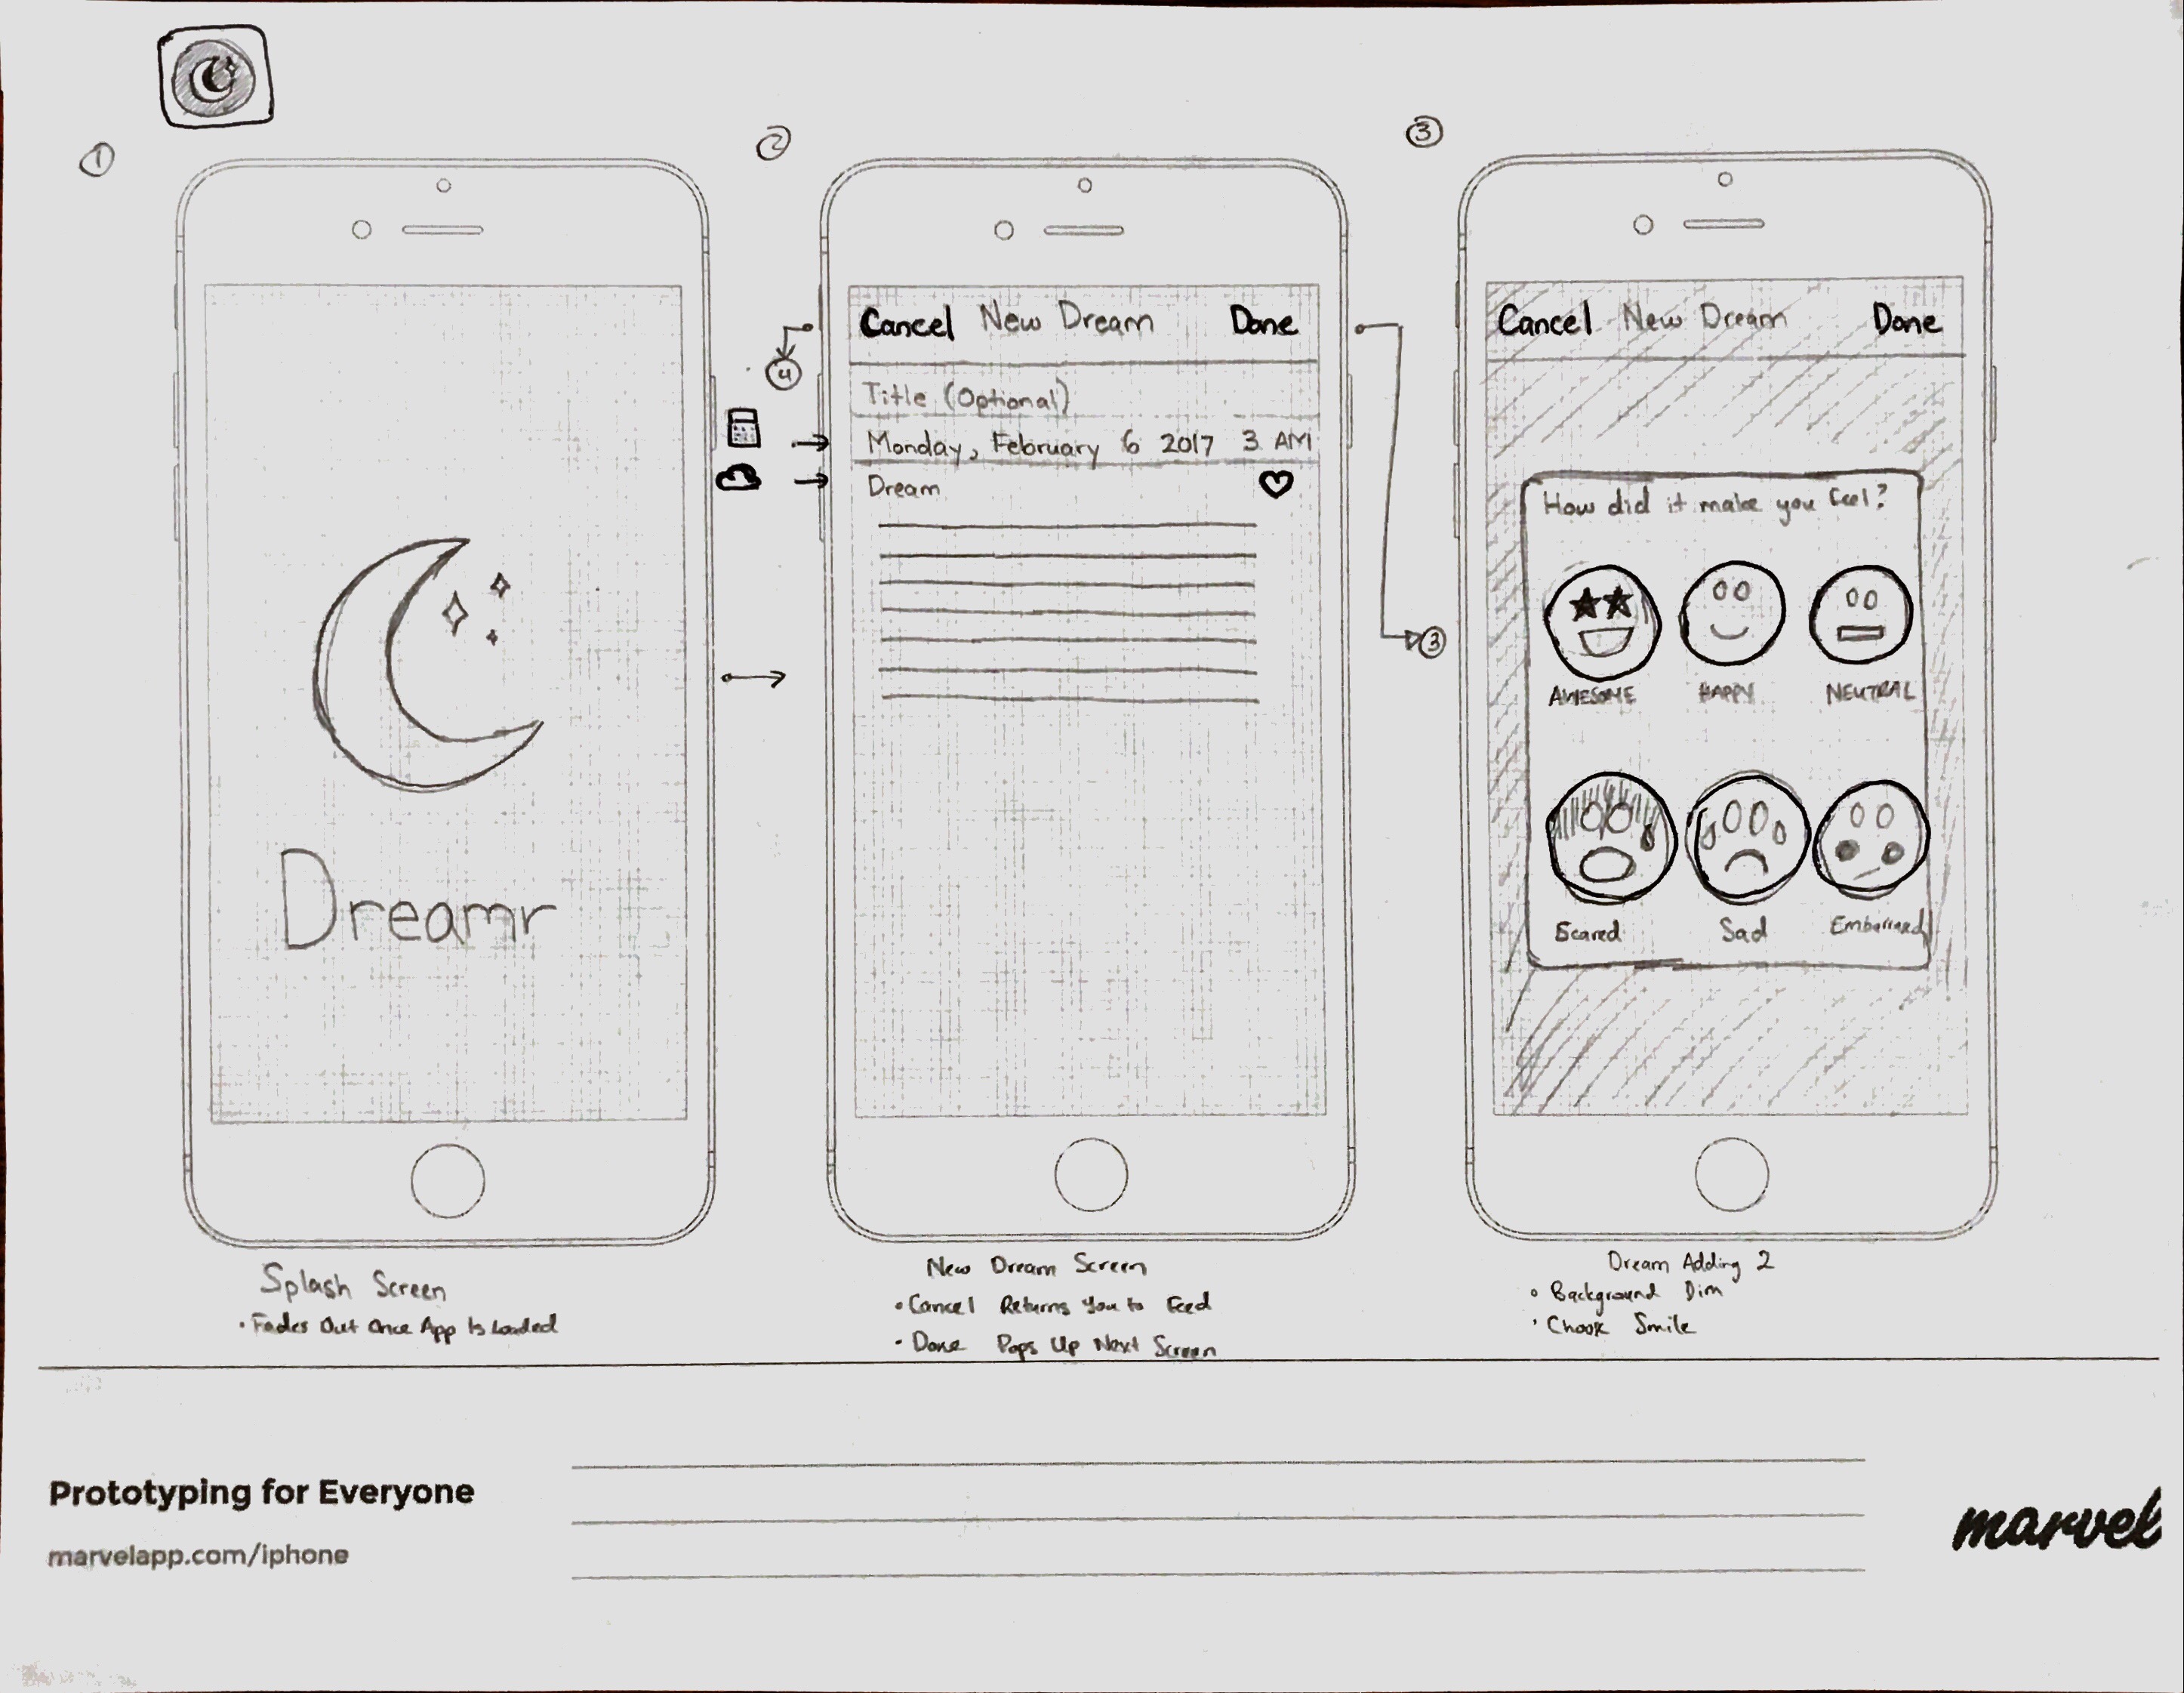 1
2
3
Cancel New Dream Done
4
Title (Optional)
Monday, February 6 2017 3 AM
Dream
Dreamr
Cancel New Dream Done
How did it make you feel?
AWESOME HAPPY NEUTRAL
3
Scared Sad Embarrased
Splash Screen
• Fades Out Once App Is Loaded
New Dream Screen
• Cancel Returns You to Feed
• Done Pops Up Next Screen
Dream Adding 2
• Background Dim
• Choose Smile
Prototyping for Everyone
marvelapp.com/iphone
marvel